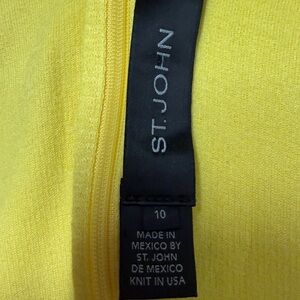 ST. JOHN
10
MADE IN
MEXICO BY
ST. JOHN
DE MEXICO
KNIT IN USA